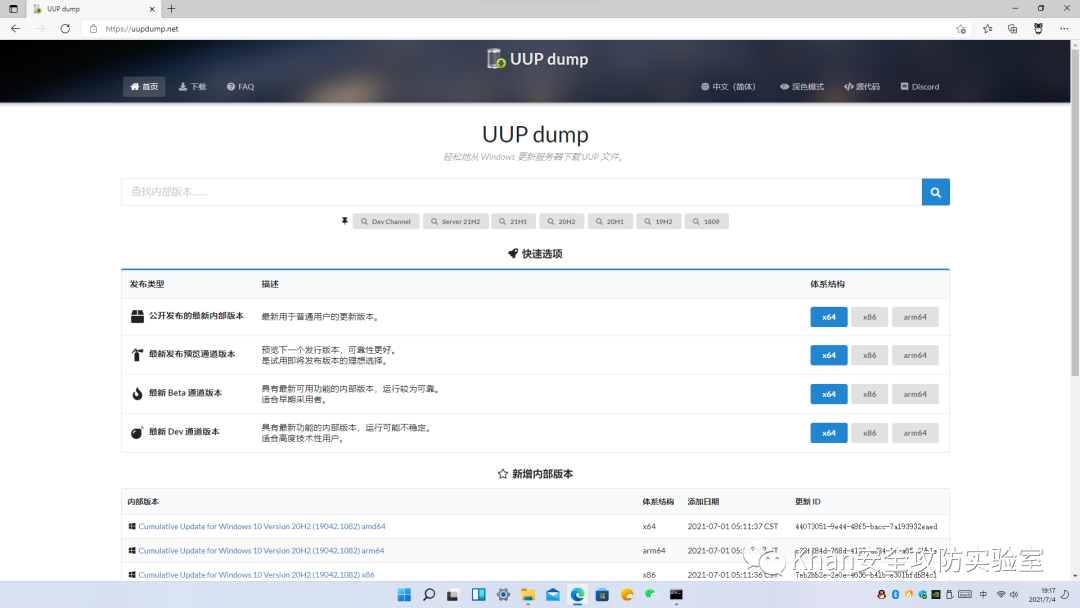 UUP dump
https://uupdump.net
UUP dump
首页 下载 FAQ 中文（简体） 深色模式 源代码 Discord
UUP dump
轻松地从 Windows 更新服务器下载 UUP 文件。
查找内部版本……
Dev Channel Server 21H2 21H1 20H2 20H1 19H2 1809
快速选项
发布类型 描述 体系结构
公开发布的最新内部版本 最新用于普通用户的更新版本。 x64 x86 arm64
最新发布预览通道版本 预览下一个发行版本，可靠性更好。
是试用即将发布版本的理想选择。 x64 x86 arm64
最新 Beta 通道版本 具有最新可用功能的内部版本，运行较为可靠。
适合早期采用者。 x64 x86 arm64
最新 Dev 通道版本 具有最新功能的内部版本，运行可能不稳定。
适合高度技术性用户。 x64 x86 arm64
新增内部版本
内部版本 体系结构 添加日期 更新 ID
Cumulative Update for Windows 10 Version 20H2 (19042.1082) amd64 x64 2021-07-01 05:11:37 CST 44073051-9e44-48f5-bacc-7a193932eaed
Cumulative Update for Windows 10 Version 20H2 (19042.1082) arm64 arm64 2021-07-01
Cumulative Update for Windows 10 Version 20H2 (19042.1082) x86 x86 2021-07-01 05:11:36 CST
Khan安全攻防实验室
中
19:17
2021/7/4